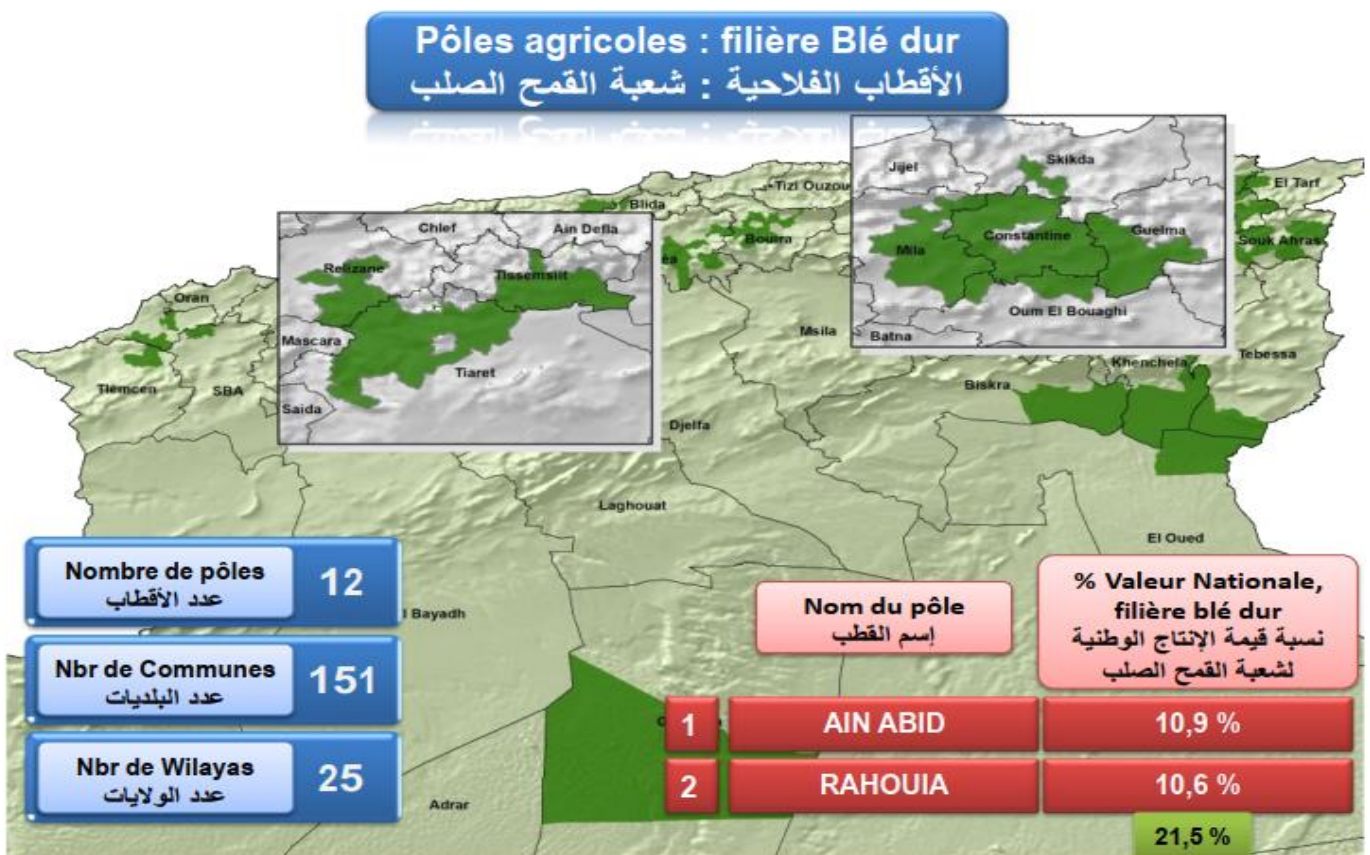 Pôles agricoles : filière Blé dur
الأقطاب الفلاحية : شعبة القمح الصلب
Jijel
Skikda
Mila
Constantine
Guelma
Oum El Bouaghi
Batna
Tizi Ouzou
Blida
Bouira
El Tarf
Souk Ahras
Chlef
Ain Defla
Relizane
Tissemsilt
Mascara
Tiaret
Saida
Oran
Tlemcen
SBA
Msila
Khenchela
Tebessa
Biskra
Djelfa
Laghouat
El Oued
l Bayadh
Adrar
Nombre de pôles
عدد الأقطاب
12
Nbr de Communes
عدد البلديات
151
Nbr de Wilayas
عدد الولايات
25
Nom du pôle
إسم القطب
% Valeur Nationale,
filière blé dur
نسبة قيمة الإنتاج الوطنية
لشعبة القمح الصلب
1 AIN ABID 10,9 %
2 RAHOUIA 10,6 %
21,5 %